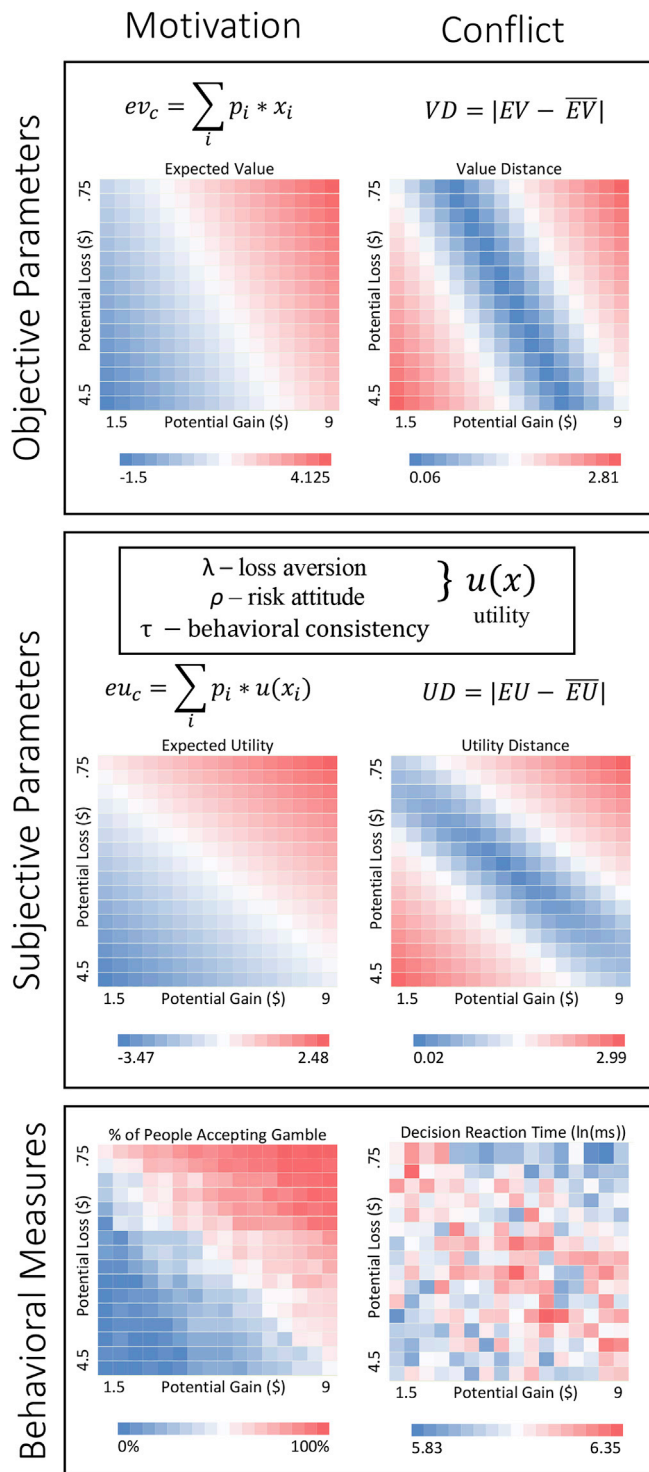 Motivation Conflict
Objective Parameters
ev_c = ∑_i p_i * x_i
VD = |EV − \overline{EV}|
Expected Value
Value Distance
Potential Loss ($)
.75
4.5
1.5 Potential Gain ($) 9
-1.5 4.125
Potential Loss ($)
.75
4.5
1.5 Potential Gain ($) 9
0.06 2.81
Subjective Parameters
λ – loss aversion
ρ – risk attitude
} u(x)
utility
τ – behavioral consistency
eu_c = ∑_i p_i * u(x_i)
UD = |EU − \overline{EU}|
Expected Utility
Utility Distance
Potential Loss ($)
.75
4.5
1.5 Potential Gain ($) 9
-3.47 2.48
Potential Loss ($)
.75
4.5
1.5 Potential Gain ($) 9
0.02 2.99
Behavioral Measures
% of People Accepting Gamble
Decision Reaction Time (ln(ms))
Potential Loss ($)
.75
4.5
1.5 Potential Gain ($) 9
0% 100%
Potential Loss ($)
.75
4.5
1.5 Potential Gain ($) 9
5.83 6.35